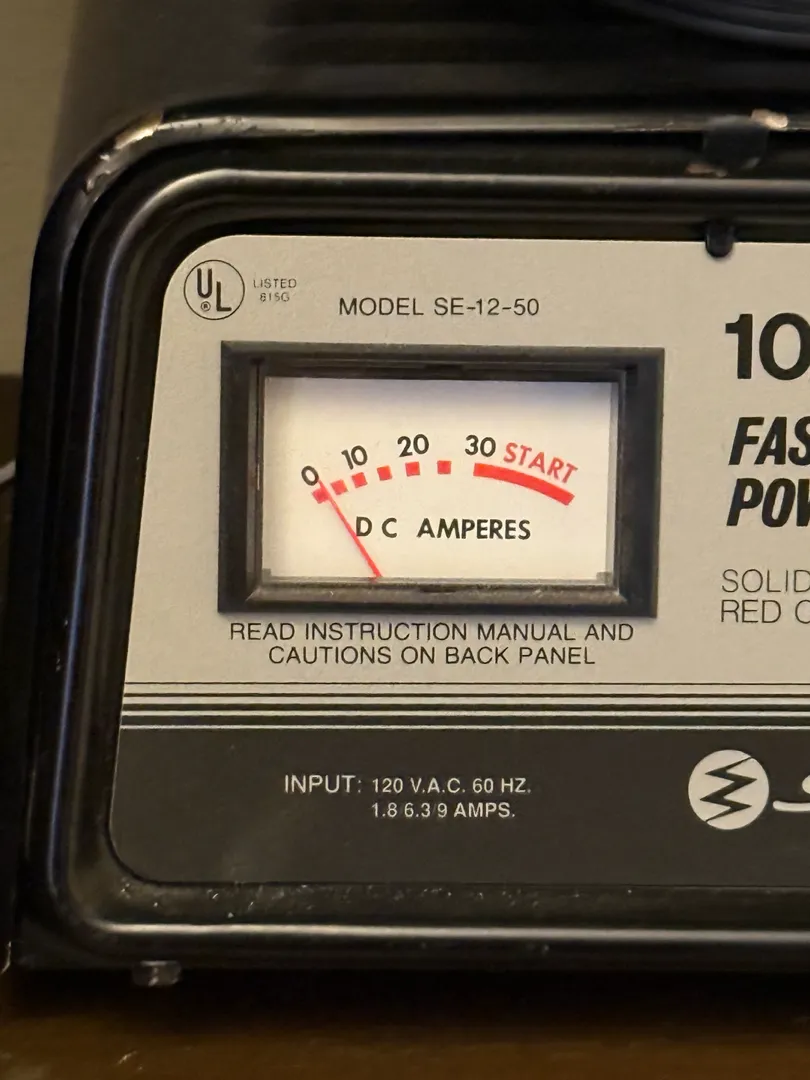 UL
®
LISTED
815G
MODEL SE-12-50
10
0 10 20 30 START
D C AMPERES
FAS
POW
SOLID
RED C
READ INSTRUCTION MANUAL AND
CAUTIONS ON BACK PANEL
INPUT: 120 V.A.C. 60 HZ.
1.8 6.3 9 AMPS.